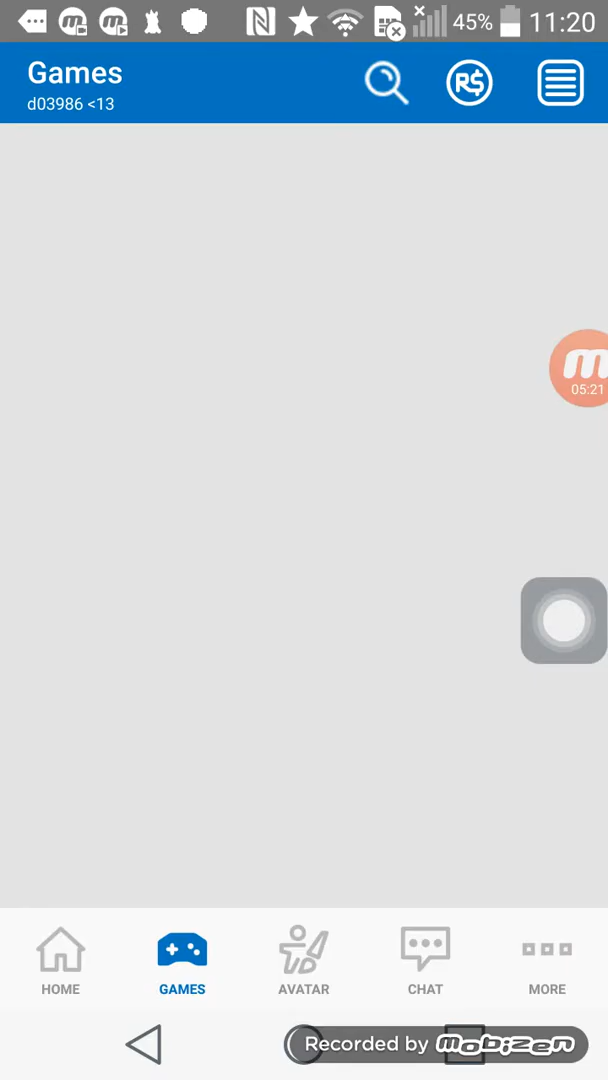 45% 11:20
Games
d03986 <13
R$
m
05:21
HOME GAMES AVATAR CHAT MORE
Recorded by mobizen